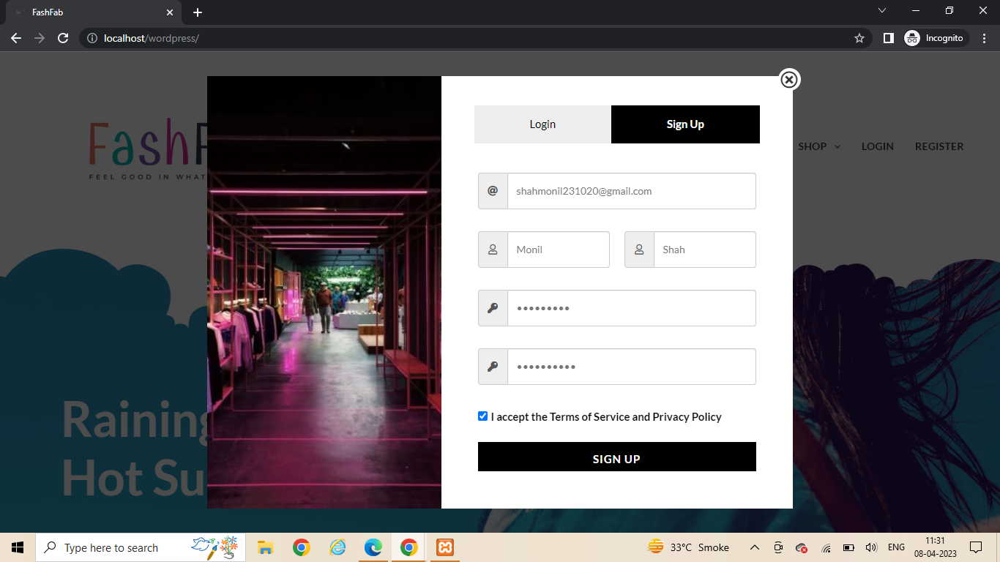 FashFab
localhost/wordpress/
Incognito
FashF
FEEL GOOD IN WHAT
SHOP
LOGIN
REGISTER
Login
Sign Up
@
shahmonil231020@gmail.com
Monil
Shah
•••••••••
••••••••••
I accept the Terms of Service and Privacy Policy
SIGN UP
Raining
Hot Su
Type here to search
33°C Smoke
ENG
11:31
08-04-2023